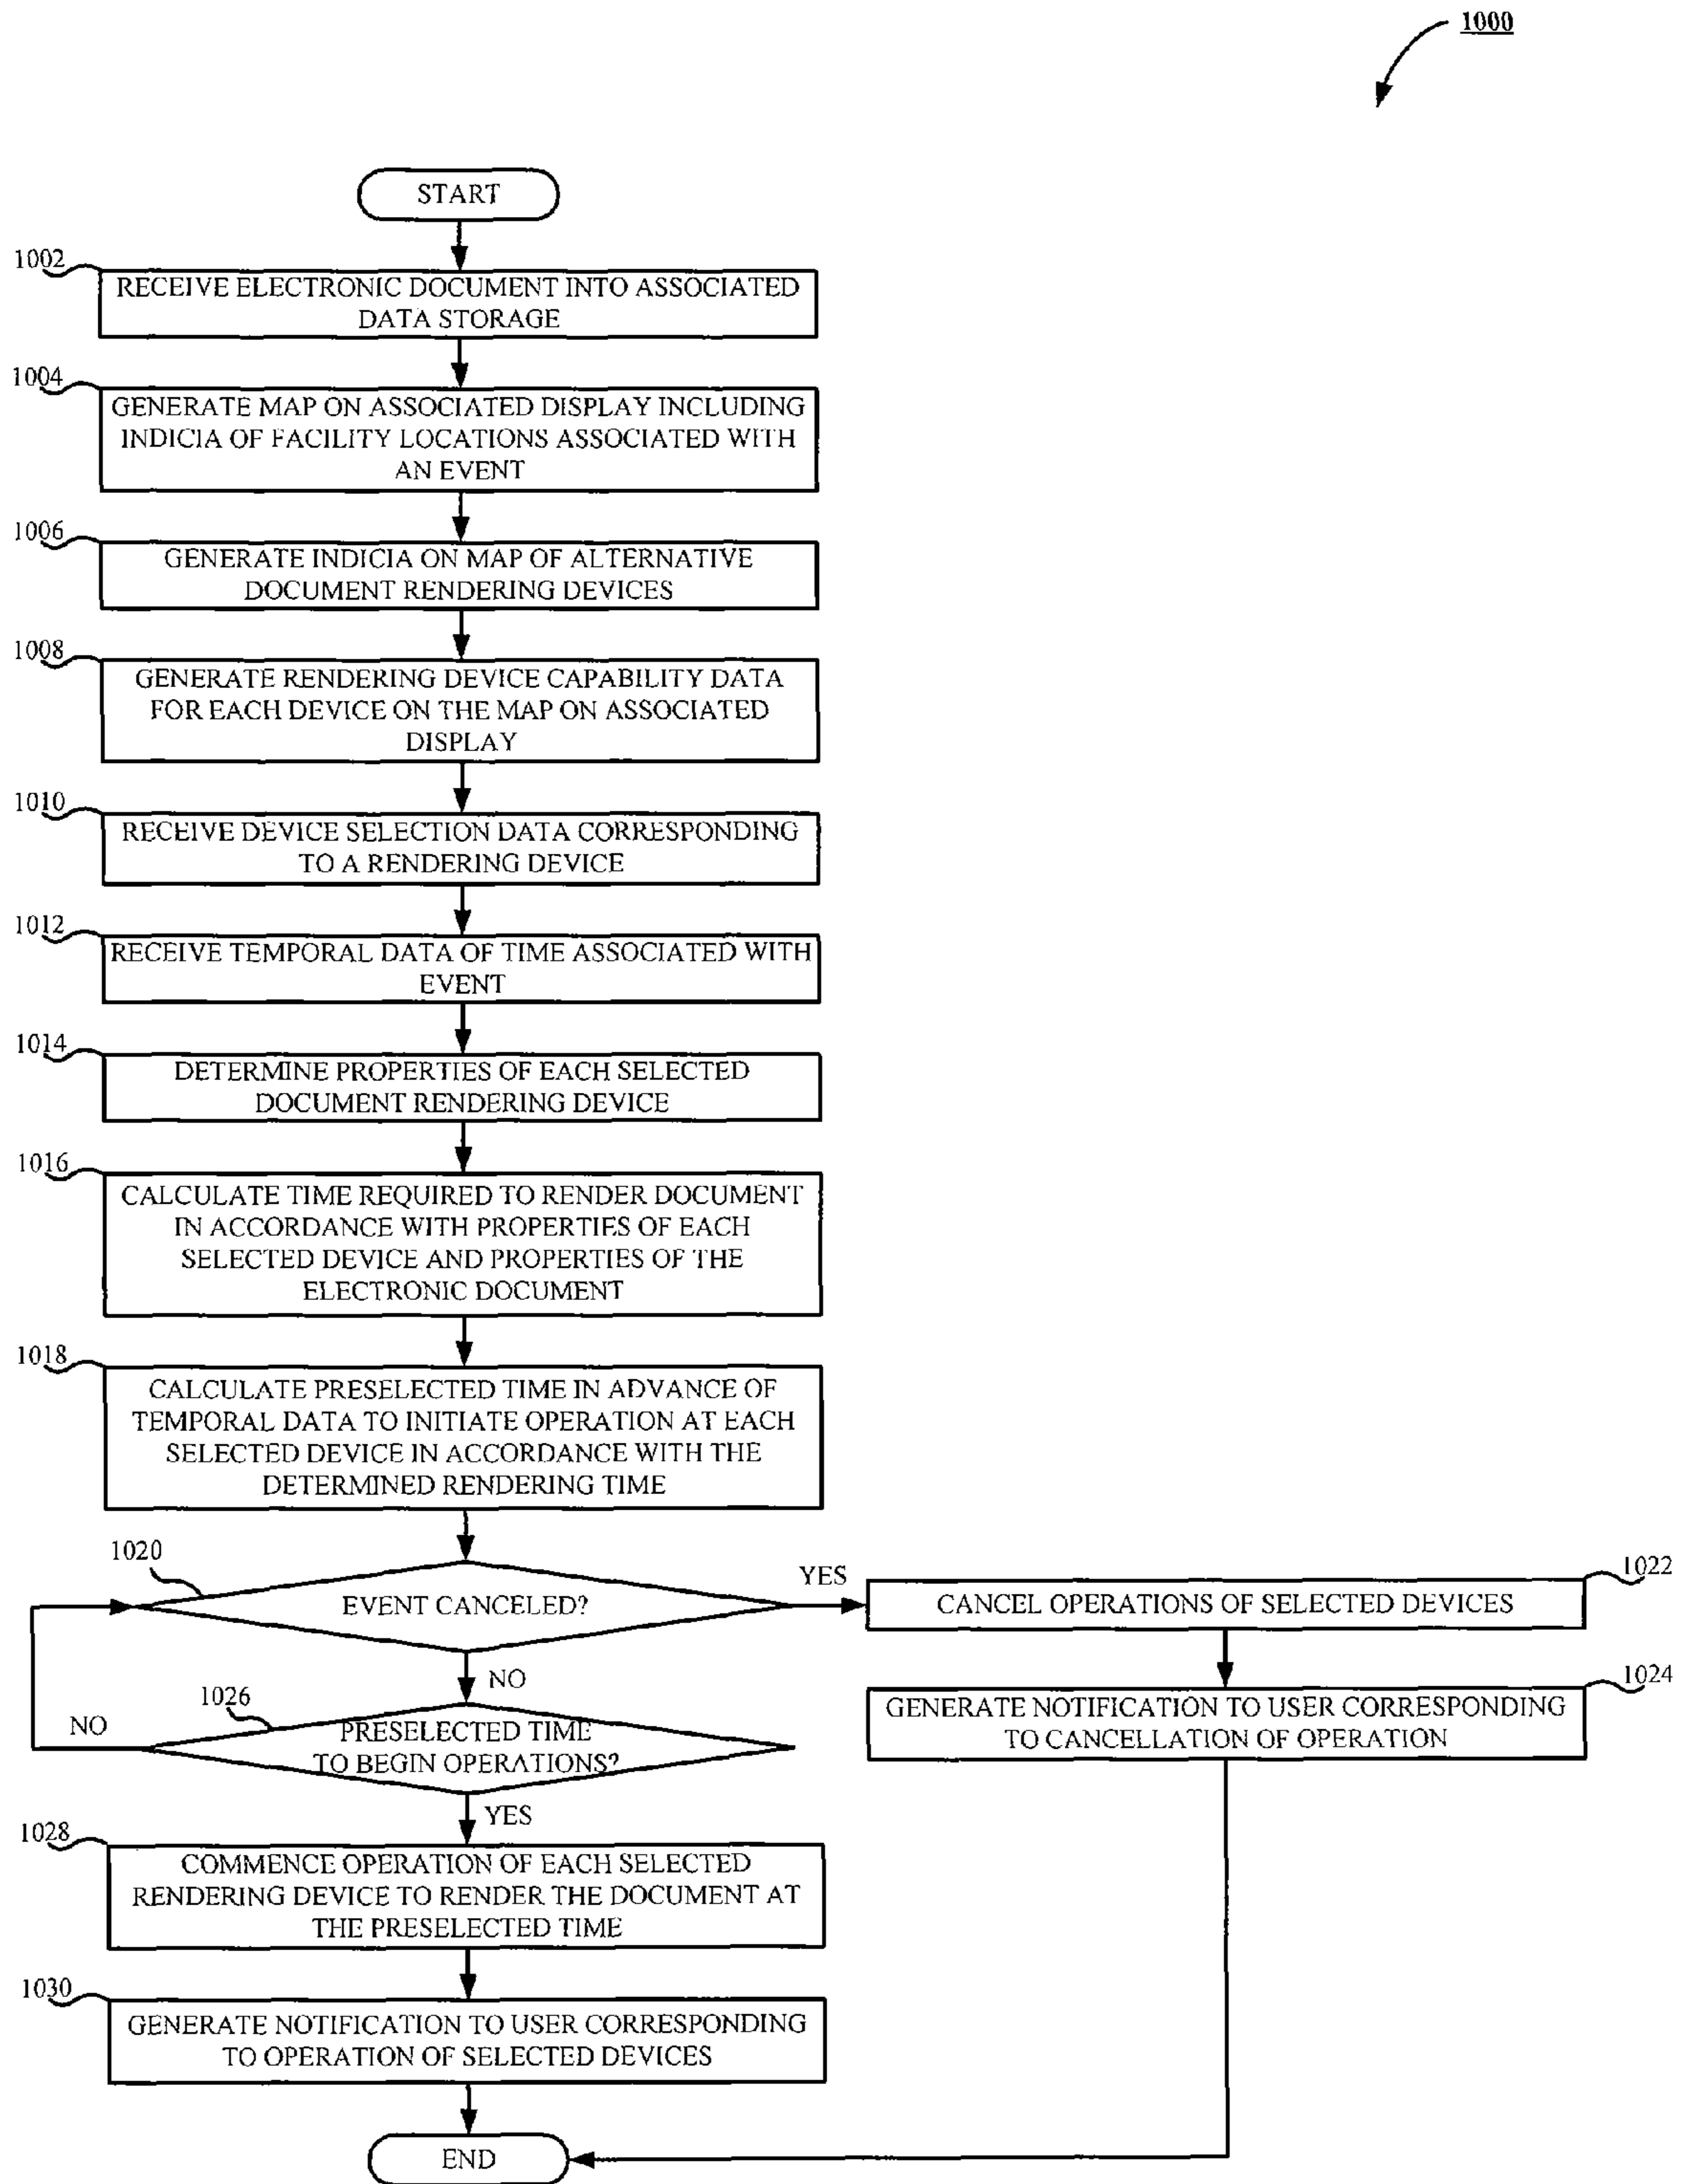 1000
START
1002
RECEIVE ELECTRONIC DOCUMENT INTO ASSOCIATED
DATA STORAGE
1004
GENERATE MAP ON ASSOCIATED DISPLAY INCLUDING
INDICIA OF FACILITY LOCATIONS ASSOCIATED WITH
AN EVENT
1006
GENERATE INDICIA ON MAP OF ALTERNATIVE
DOCUMENT RENDERING DEVICES
1008
GENERATE RENDERING DEVICE CAPABILITY DATA
FOR EACH DEVICE ON THE MAP ON ASSOCIATED
DISPLAY
1010
RECEIVE DEVICE SELECTION DATA CORRESPONDING
TO A RENDERING DEVICE
1012
RECEIVE TEMPORAL DATA OF TIME ASSOCIATED WITH
EVENT
1014
DETERMINE PROPERTIES OF EACH SELECTED
DOCUMENT RENDERING DEVICE
1016
CALCULATE TIME REQUIRED TO RENDER DOCUMENT
IN ACCORDANCE WITH PROPERTIES OF EACH
SELECTED DEVICE AND PROPERTIES OF THE
ELECTRONIC DOCUMENT
1018
CALCULATE PRESELECTED TIME IN ADVANCE OF
TEMPORAL DATA TO INITIATE OPERATION AT EACH
SELECTED DEVICE IN ACCORDANCE WITH THE
DETERMINED RENDERING TIME
1020
EVENT CANCELED?
YES
1022
CANCEL OPERATIONS OF SELECTED DEVICES
NO
1024
GENERATE NOTIFICATION TO USER CORRESPONDING
TO CANCELLATION OF OPERATION
1026
NO
PRESELECTED TIME
TO BEGIN OPERATIONS?
YES
1028
COMMENCE OPERATION OF EACH SELECTED
RENDERING DEVICE TO RENDER THE DOCUMENT AT
THE PRESELECTED TIME
1030
GENERATE NOTIFICATION TO USER CORRESPONDING
TO OPERATION OF SELECTED DEVICES
END